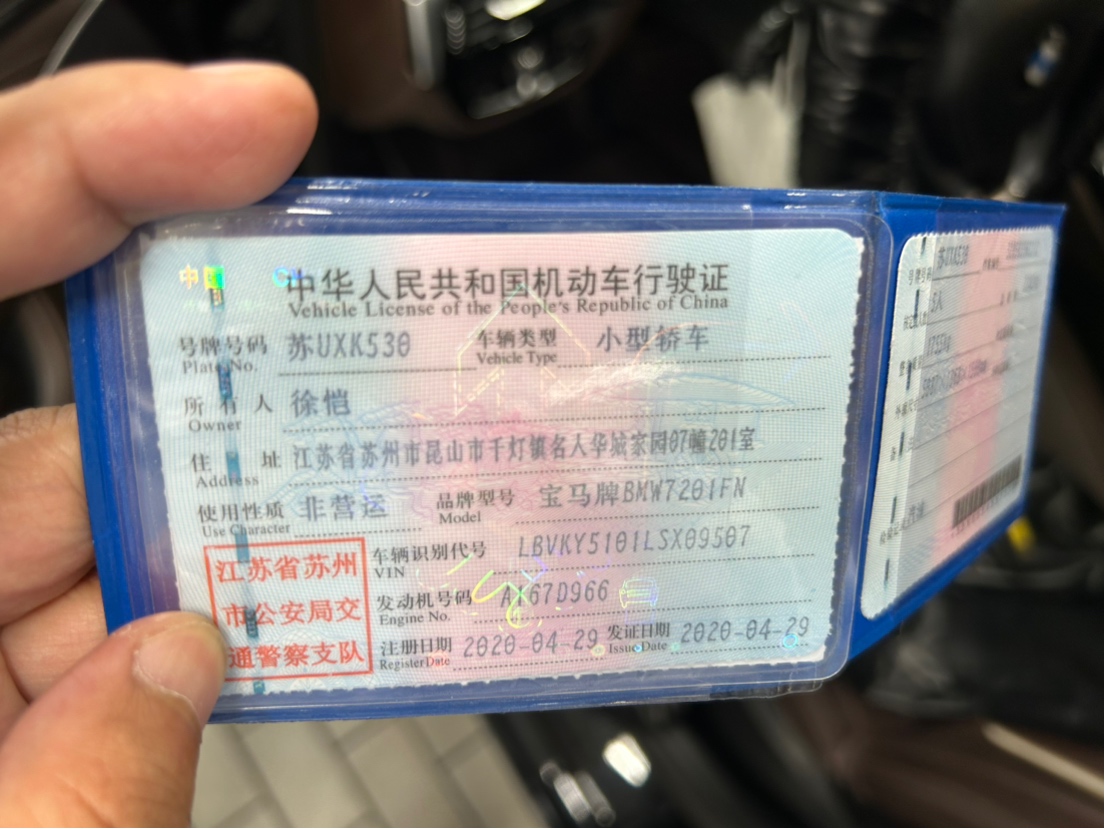 中国
中华人民共和国机动车行驶证
Vehicle License of the People's Republic of China
号牌号码 苏UXK530 车辆类型 小型轿车
Plate No. Vehicle Type
所有人 徐恺
Owner
住址 江苏省苏州市昆山市千灯镇名人华城家园07幢201室
Address
使用性质 非营运 品牌型号 宝马牌BMW7201FN
Use Character Model
江苏省苏州
市公安局交
通警察支队
车辆识别代号 LBVKY5101LSX09507
VIN
发动机号码
Engine No.
注册日期 2020-04-29 发证日期 2020-04-29
Register Date Issue Date